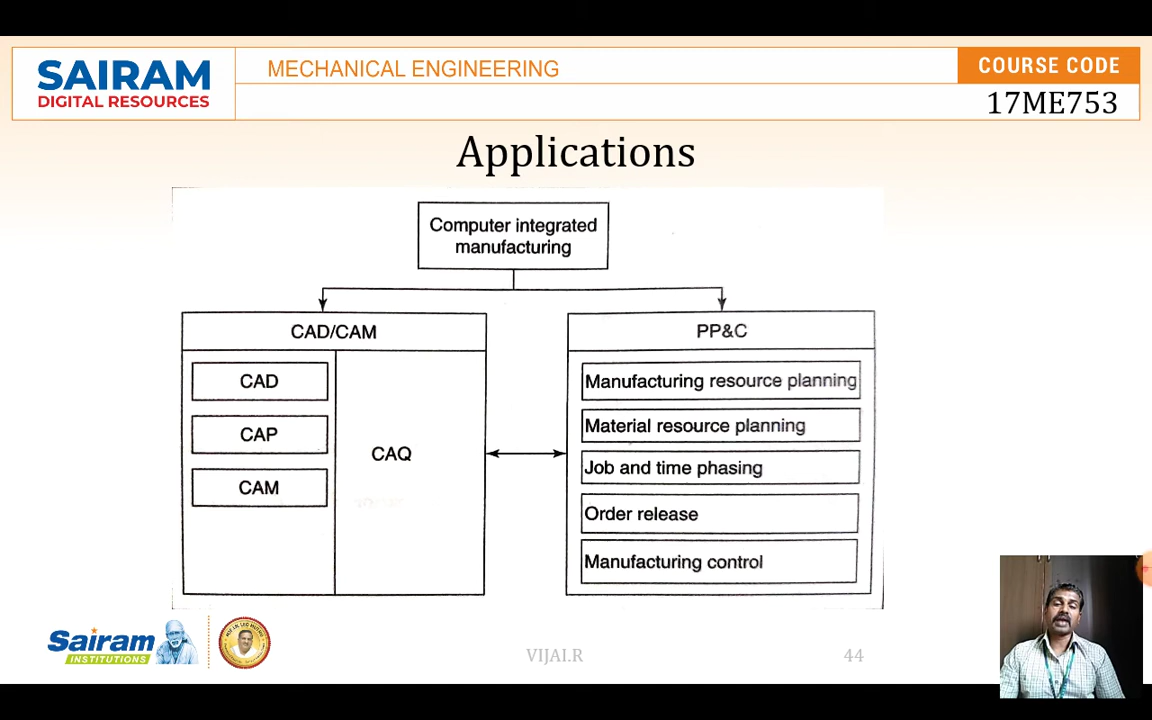 SAIRAM
DIGITAL RESOURCES
MECHANICAL ENGINEERING
COURSE CODE
17ME753
Applications
Computer integrated
manufacturing
CAD/CAM
CAD
CAP
CAM
CAQ
PP&C
Manufacturing resource planning
Material resource planning
Job and time phasing
Order release
Manufacturing control
Sairam
INSTITUTIONS
VIJAI.R
44